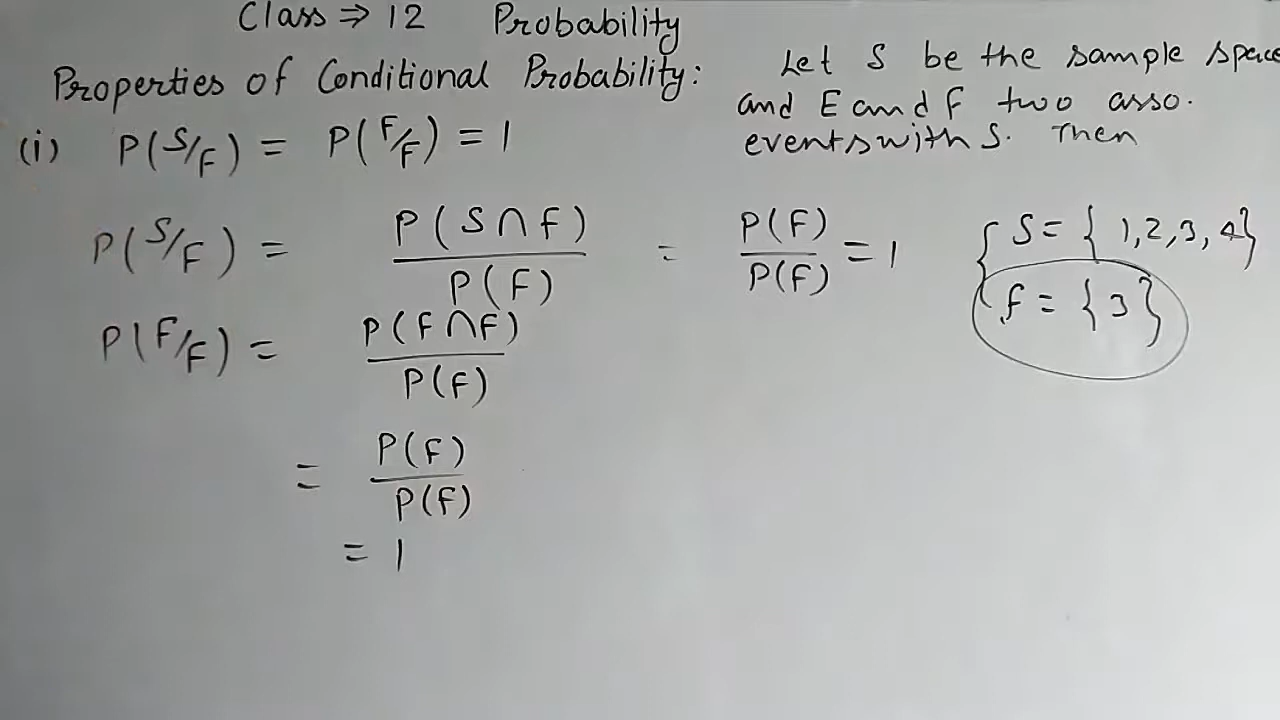 Class ⇒ 12 Probability
Properties of Conditional Probability:
Let S be the sample space
and E and F two asso.
events with S. Then
(i) P(S/F) = P(F/F) = 1
P(S/F) = P(S∩F) / P(F) = P(F) / P(F) = 1
{ S = { 1,2,3,4}
F = {3}
P(F/F) = P(F∩F) / P(F)
= P(F) / P(F)
= 1